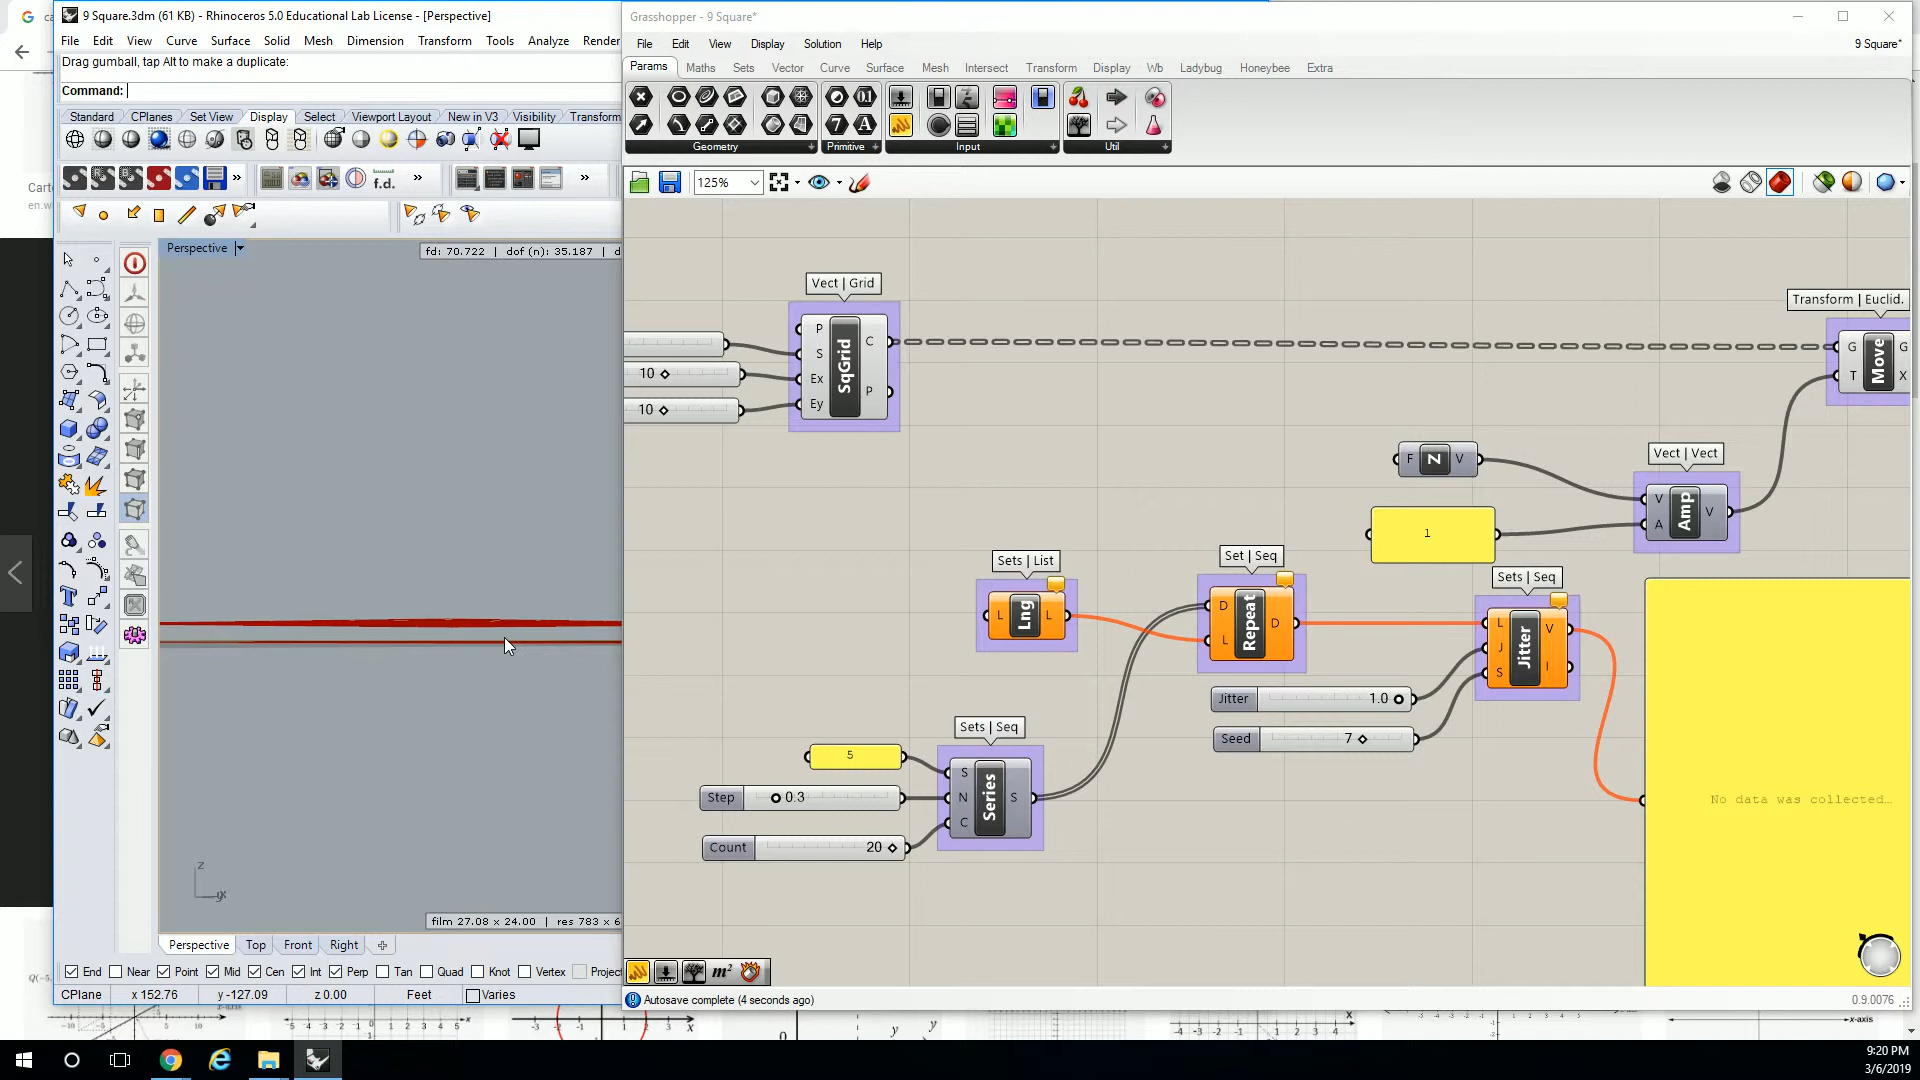 9 Square.3dm (61 KB) - Rhinoceros 5.0 Educational Lab License - [Perspective]
File Edit View Curve Surface Solid Mesh Dimension Transform Tools Analyze Render
Drag gumball, tap Alt to make a duplicate:
Command:
Standard CPlanes Set View Display Select Viewport Layout New in V3 Visibility Transform
f.d.
Perspective
fd: 70.722 | dof (n): 35.187 | d
z
film 27.08 x 24.00 | res 783 x 6
Perspective Top Front Right
End Near Point Mid Cen Int Perp Tan Quad Knot Vertex Project
CPlane x 152.76 y -127.09 z 0.00 Feet Varies
Grasshopper - 9 Square*
File Edit View Display Solution Help
9 Square*
Params Maths Sets Vector Curve Surface Mesh Intersect Transform Display Wb Ladybug Honeybee Extra
Geometry Primitive Input Util
125%
Vect | Grid
P
S
Ex
Ey
SqGrid
C
P
10
10
Transform | Euclid.
G
T
Move
G
X
F Z V
Vect | Vect
V
A
Amp
V
1
Sets | List
L Lng L
Set | Seq
D
L
Repeat
D
Sets | Seq
L
J
S
Jitter
V
I
Jitter 1.0
Seed 7
Sets | Seq
5
Step 0.3
Count 20
S
N
C
Series
S
No data was collected…
m²
Autosave complete (4 seconds ago)
0.9.0076
9:20 PM
3/6/2019
Carte
en.w
x-axis